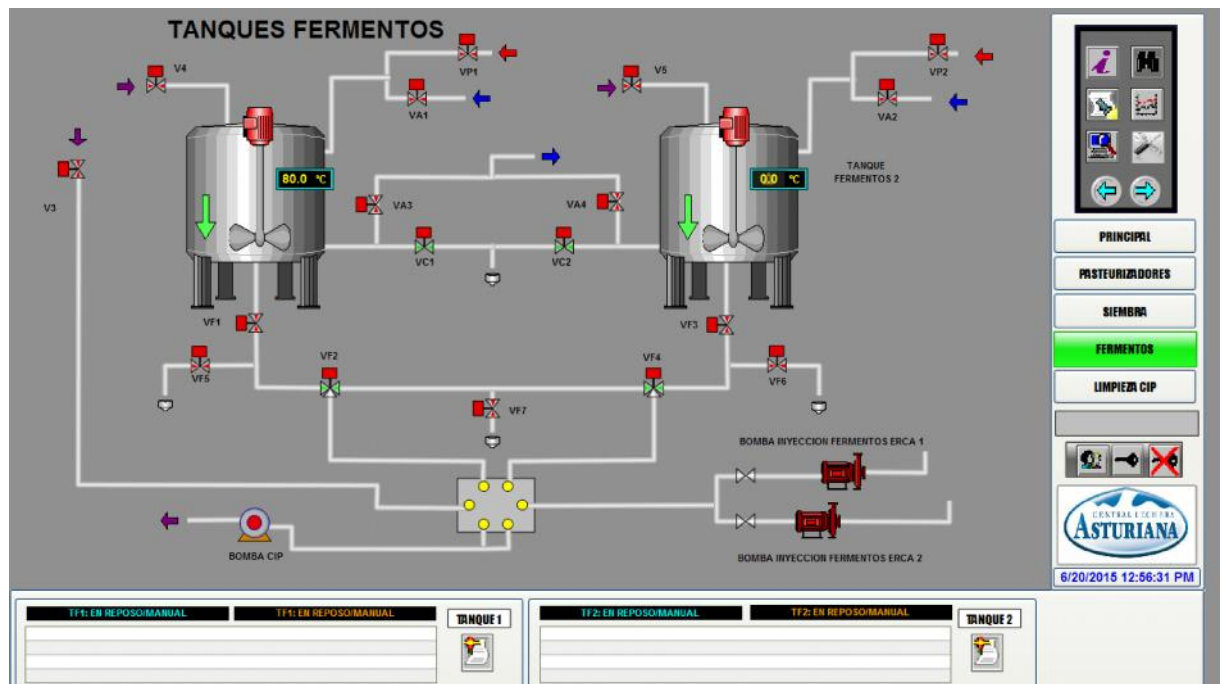 TANQUES FERMENTOS
V4
VP1
V5
VP2
VA1
VA2
V3
80.0 °C
0.0 °C
TANQUE
FERMENTOS 2
VA3
VA4
VC1
VC2
VF1
VF3
VF2
VF4
VF5
VF6
VF7
BOMBA INYECCION FERMENTOS ERCA 1
BOMBA CIP
BOMBA INYECCION FERMENTOS ERCA 2
PRINCIPAL
PASTEURIZADORES
SIEMBRA
FERMENTOS
LIMPIEZA CIP
CENTRAL LECHERA
ASTURIANA
6/20/2015 12:56:31 PM
TF1: EN REPOSO/MANUAL
TF1: EN REPOSO/MANUAL
TANQUE 1
TF2: EN REPOSO/MANUAL
TF2: EN REPOSO/MANUAL
TANQUE 2